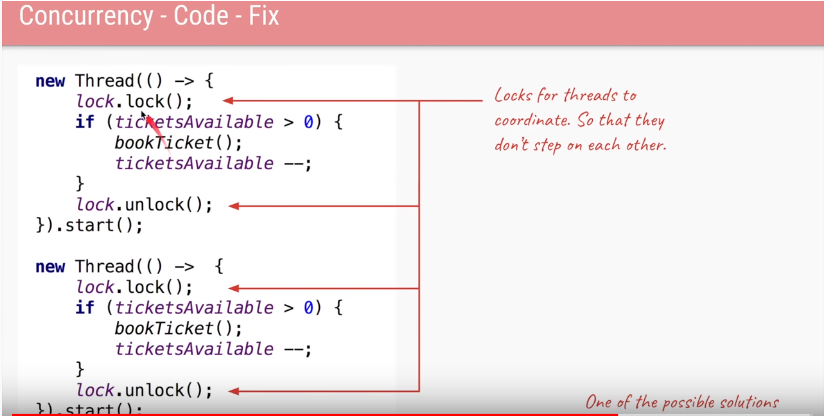 Concurrency - Code - Fix
new Thread(() -> {
lock.lock();
if (ticketsAvailable > 0) {
bookTicket();
ticketsAvailable --;
}
lock.unlock();
}).start();
new Thread(() -> {
lock.lock();
if (ticketsAvailable > 0) {
bookTicket();
ticketsAvailable --;
}
lock.unlock();
}).start();
Locks for threads to
coordinate. So that they
don't step on each other.
One of the possible solutions